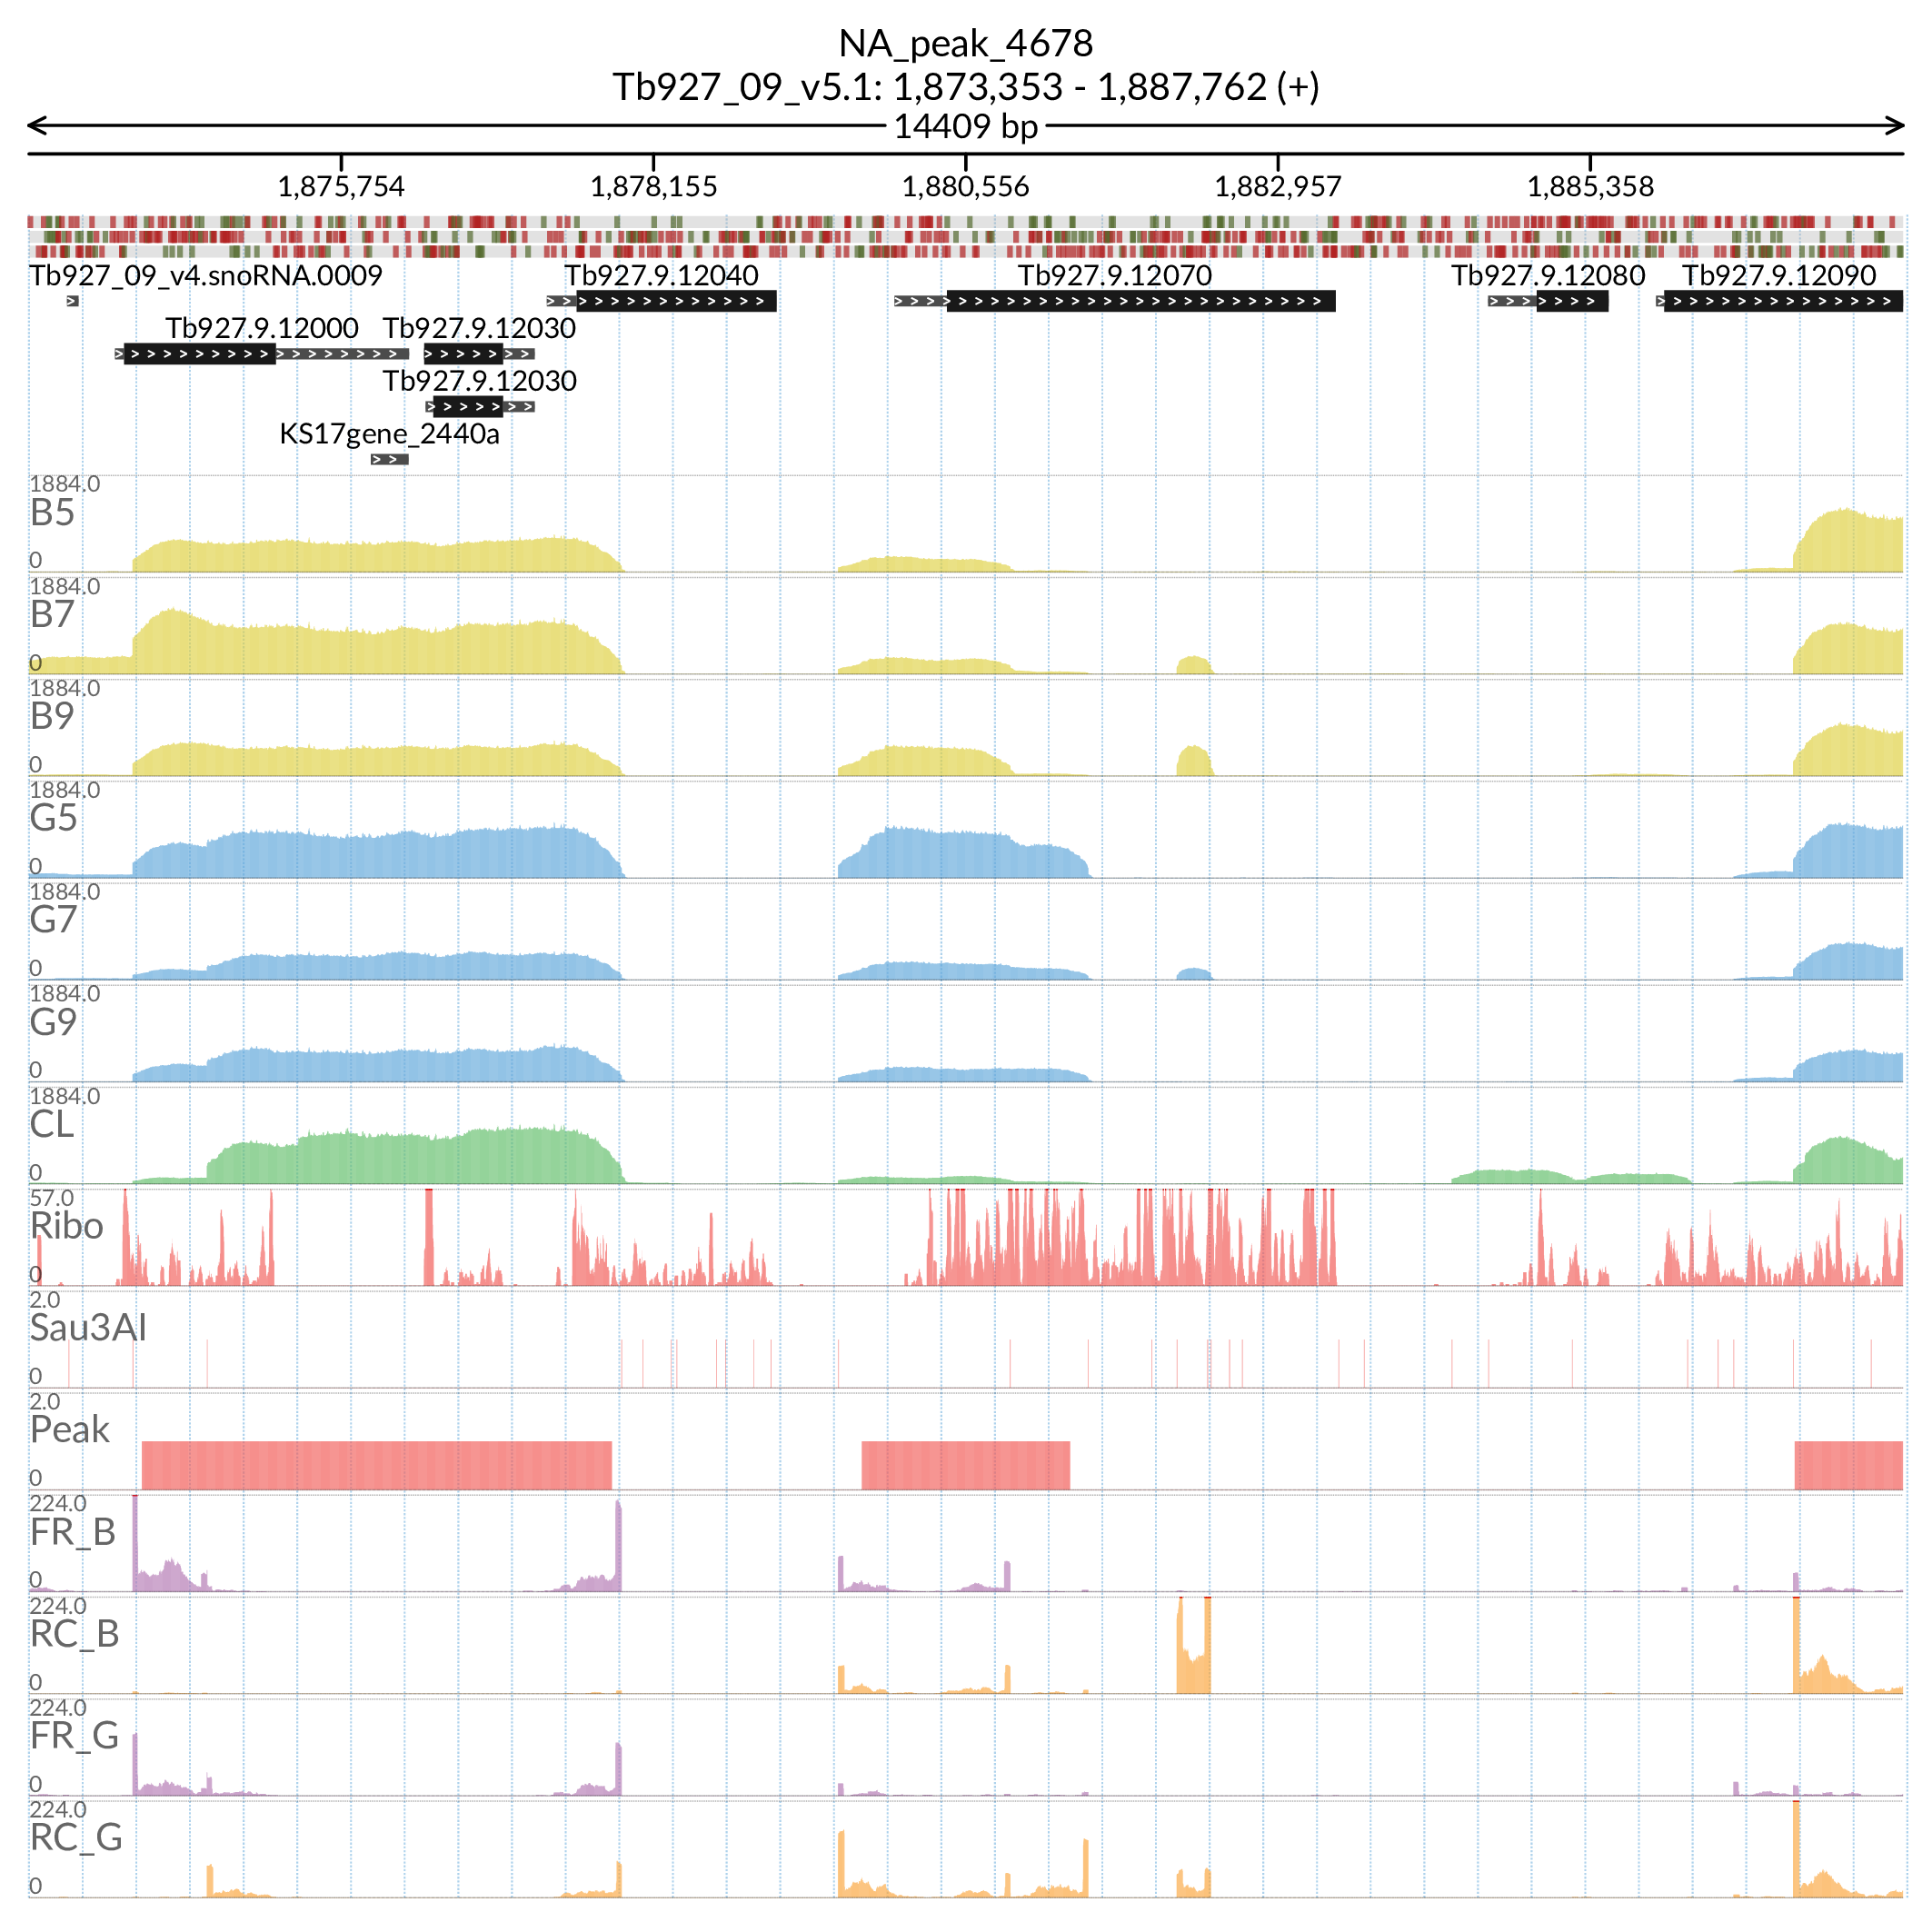 NA_peak_4678
Tb927_09_v5.1: 1,873,353 - 1,887,762 (+)
14409 bp
1,875,754 1,878,155 1,880,556 1,882,957 1,885,358
Tb927_09_v4.snoRNA.0009 Tb927.9.12040 Tb927.9.12070 Tb927.9.12080 Tb927.9.12090
Tb927.9.12000 Tb927.9.12030
Tb927.9.12030
KS17gene_2440a
1884.0
B5
0
1884.0
B7
0
1884.0
B9
0
1884.0
G5
0
1884.0
G7
0
1884.0
G9
0
1884.0
CL
0
57.0
Ribo
0
2.0
Sau3AI
0
2.0
Peak
0
224.0
FR_B
0
224.0
RC_B
0
224.0
FR_G
0
224.0
RC_G
0